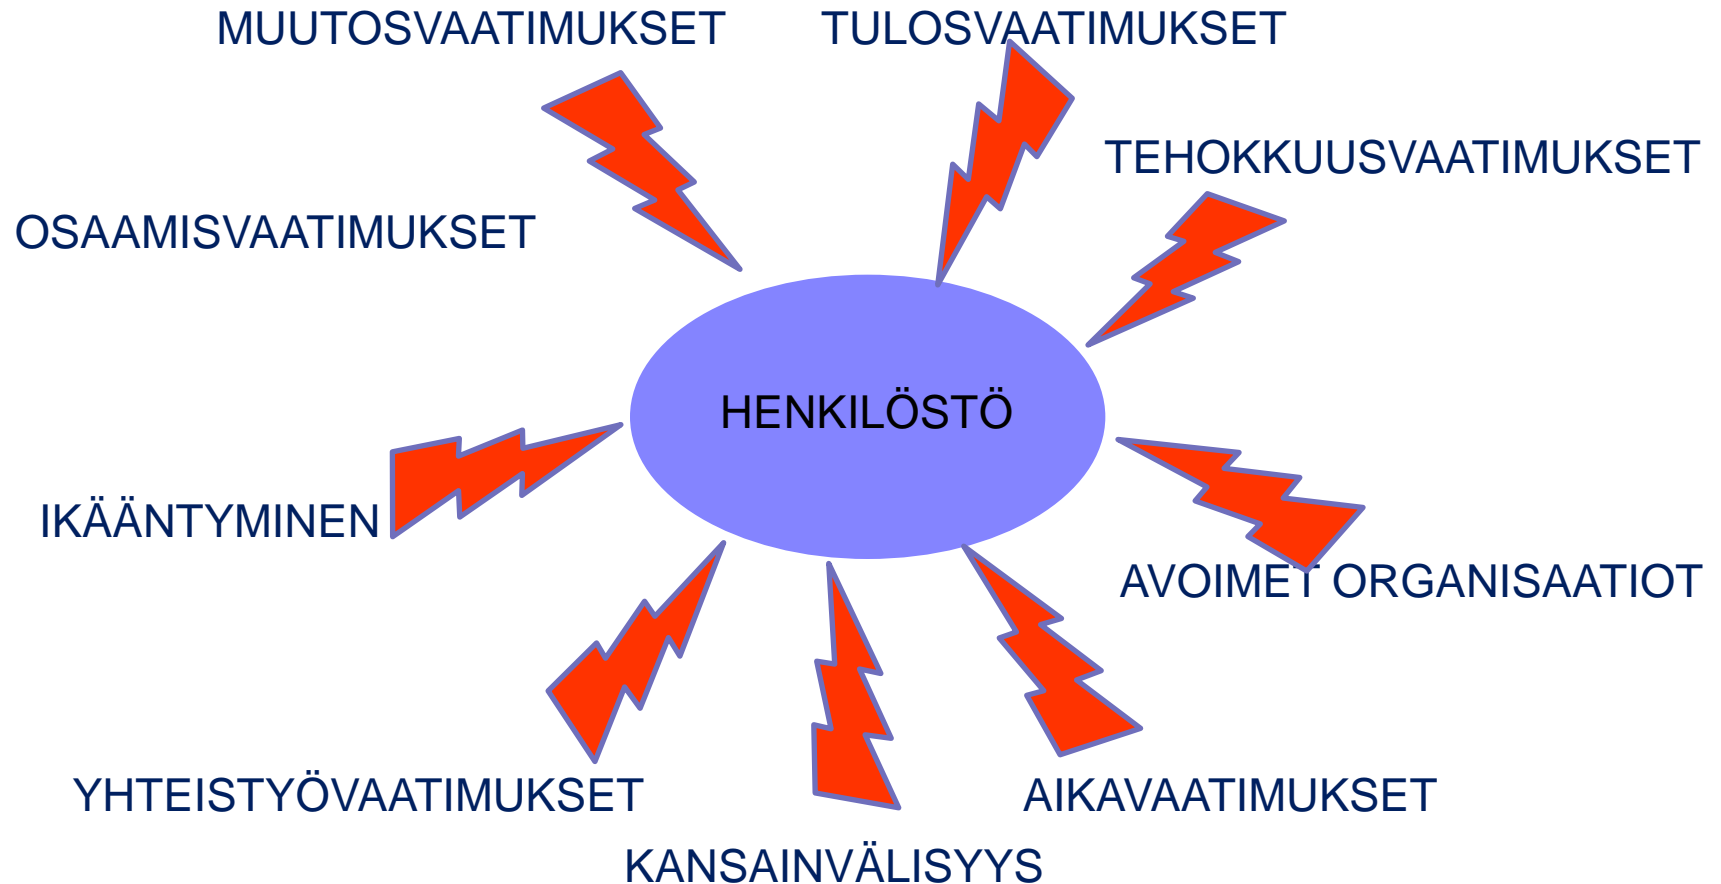 MUUTOSVAATIMUKSET
TULOSVAATIMUKSET
TEHOKKUUSVAATIMUKSET
OSAAMISVAATIMUKSET
HENKILÖSTÖ
IKÄÄNTYMINEN
AVOIMET ORGANISAATIOT
YHTEISTYÖVAATIMUKSET
AIKAVAATIMUKSET
KANSAINVÄLISYYS